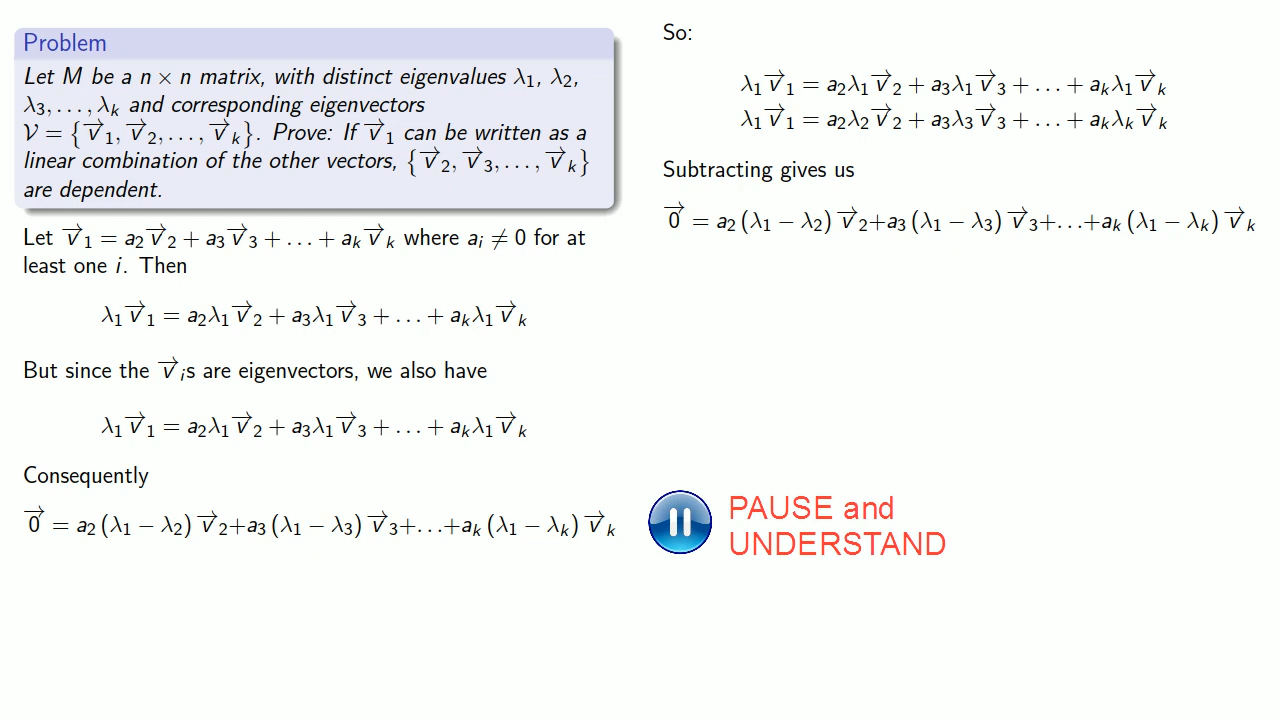 Problem
Let M be a n × n matrix, with distinct eigenvalues λ₁, λ₂,
λ₃, . . . , λₖ and corresponding eigenvectors
𝒱 = {v⃗₁, v⃗₂, . . . , v⃗ₖ}. Prove: If v⃗₁ can be written as a
linear combination of the other vectors, {v⃗₂, v⃗₃, . . . , v⃗ₖ}
are dependent.
Let v⃗₁ = a₂v⃗₂ + a₃v⃗₃ + . . . + aₖv⃗ₖ where aᵢ ≠ 0 for at
least one i. Then
λ₁v⃗₁ = a₂λ₁v⃗₂ + a₃λ₁v⃗₃ + . . . + aₖλ₁v⃗ₖ
But since the v⃗ᵢs are eigenvectors, we also have
λ₁v⃗₁ = a₂λ₁v⃗₂ + a₃λ₁v⃗₃ + . . . + aₖλ₁v⃗ₖ
Consequently
0⃗ = a₂ (λ₁ − λ₂) v⃗₂+a₃ (λ₁ − λ₃) v⃗₃+. . .+aₖ (λ₁ − λₖ) v⃗ₖ
So:
λ₁v⃗₁ = a₂λ₁v⃗₂ + a₃λ₁v⃗₃ + . . . + aₖλ₁v⃗ₖ
λ₁v⃗₁ = a₂λ₂v⃗₂ + a₃λ₃v⃗₃ + . . . + aₖλₖv⃗ₖ
Subtracting gives us
0⃗ = a₂ (λ₁ − λ₂) v⃗₂+a₃ (λ₁ − λ₃) v⃗₃+. . .+aₖ (λ₁ − λₖ) v⃗ₖ
PAUSE and
UNDERSTAND